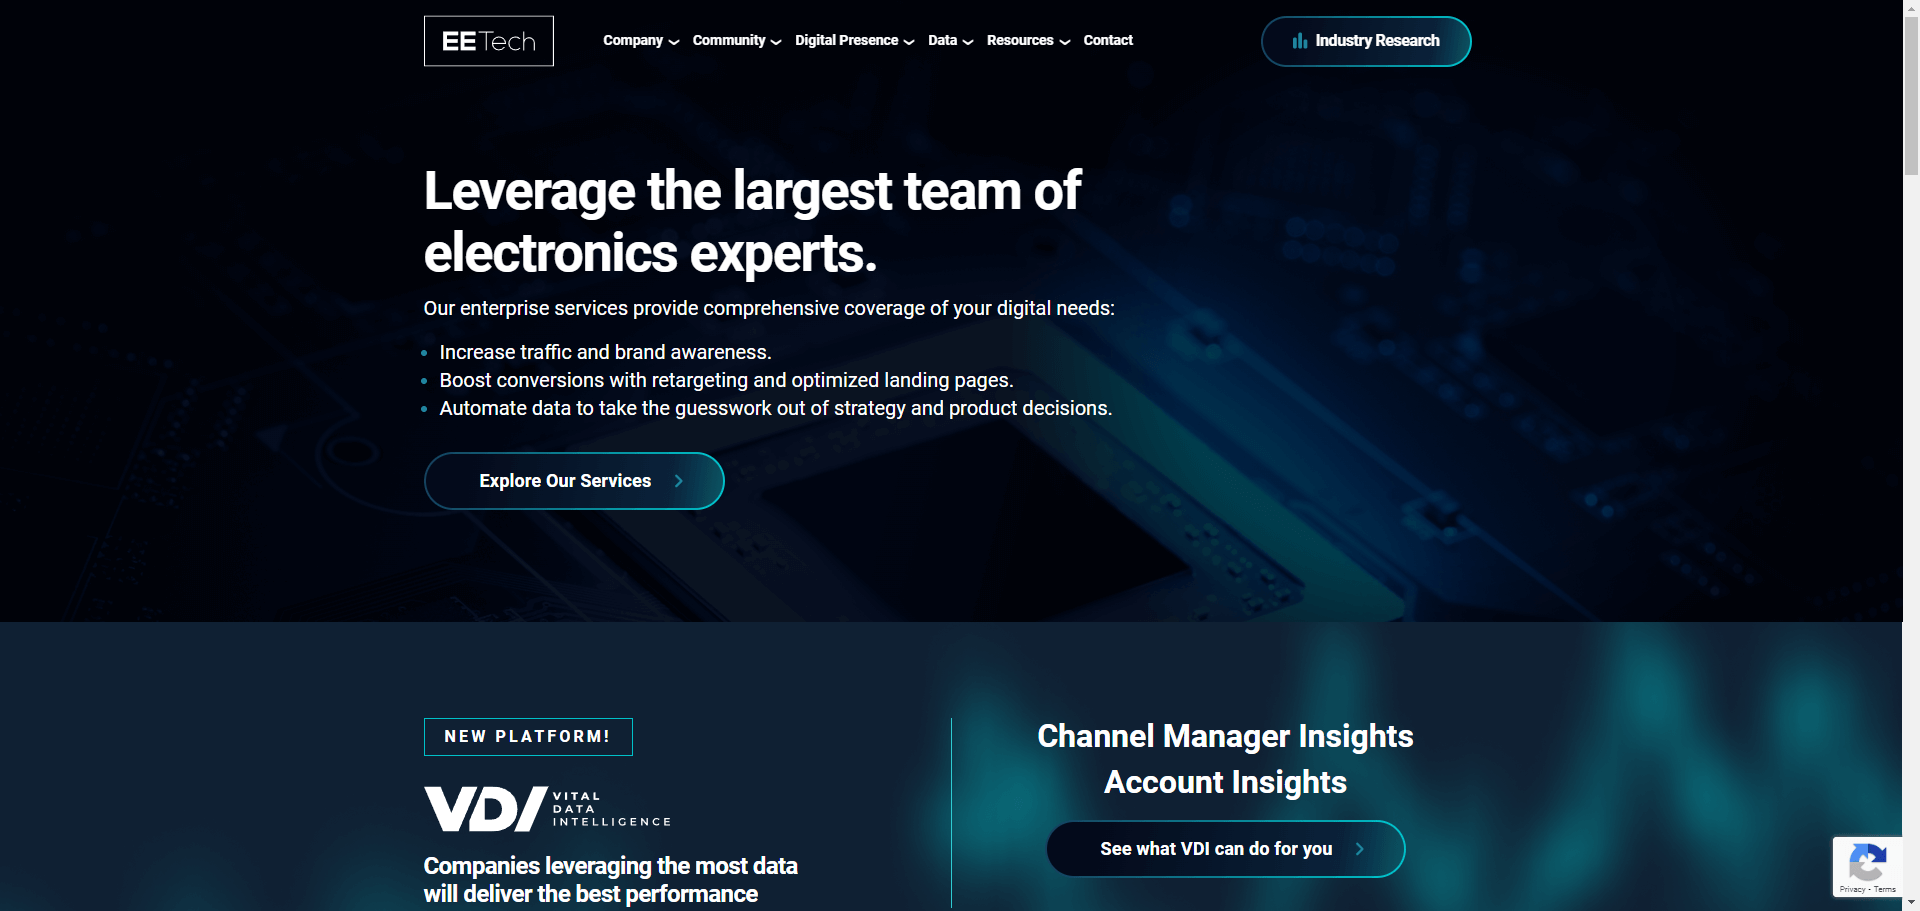 EETech
Company
Community
Digital Presence
Data
Resources
Contact
Industry Research
Leverage the largest team of
electronics experts.
Our enterprise services provide comprehensive coverage of your digital needs:
Increase traffic and brand awareness.
Boost conversions with retargeting and optimized landing pages.
Automate data to take the guesswork out of strategy and product decisions.
Explore Our Services
NEW PLATFORM!
VDI
VITAL
DATA
INTELLIGENCE
Companies leveraging the most data
will deliver the best performance
Channel Manager Insights
Account Insights
See what VDI can do for you
Privacy - Terms